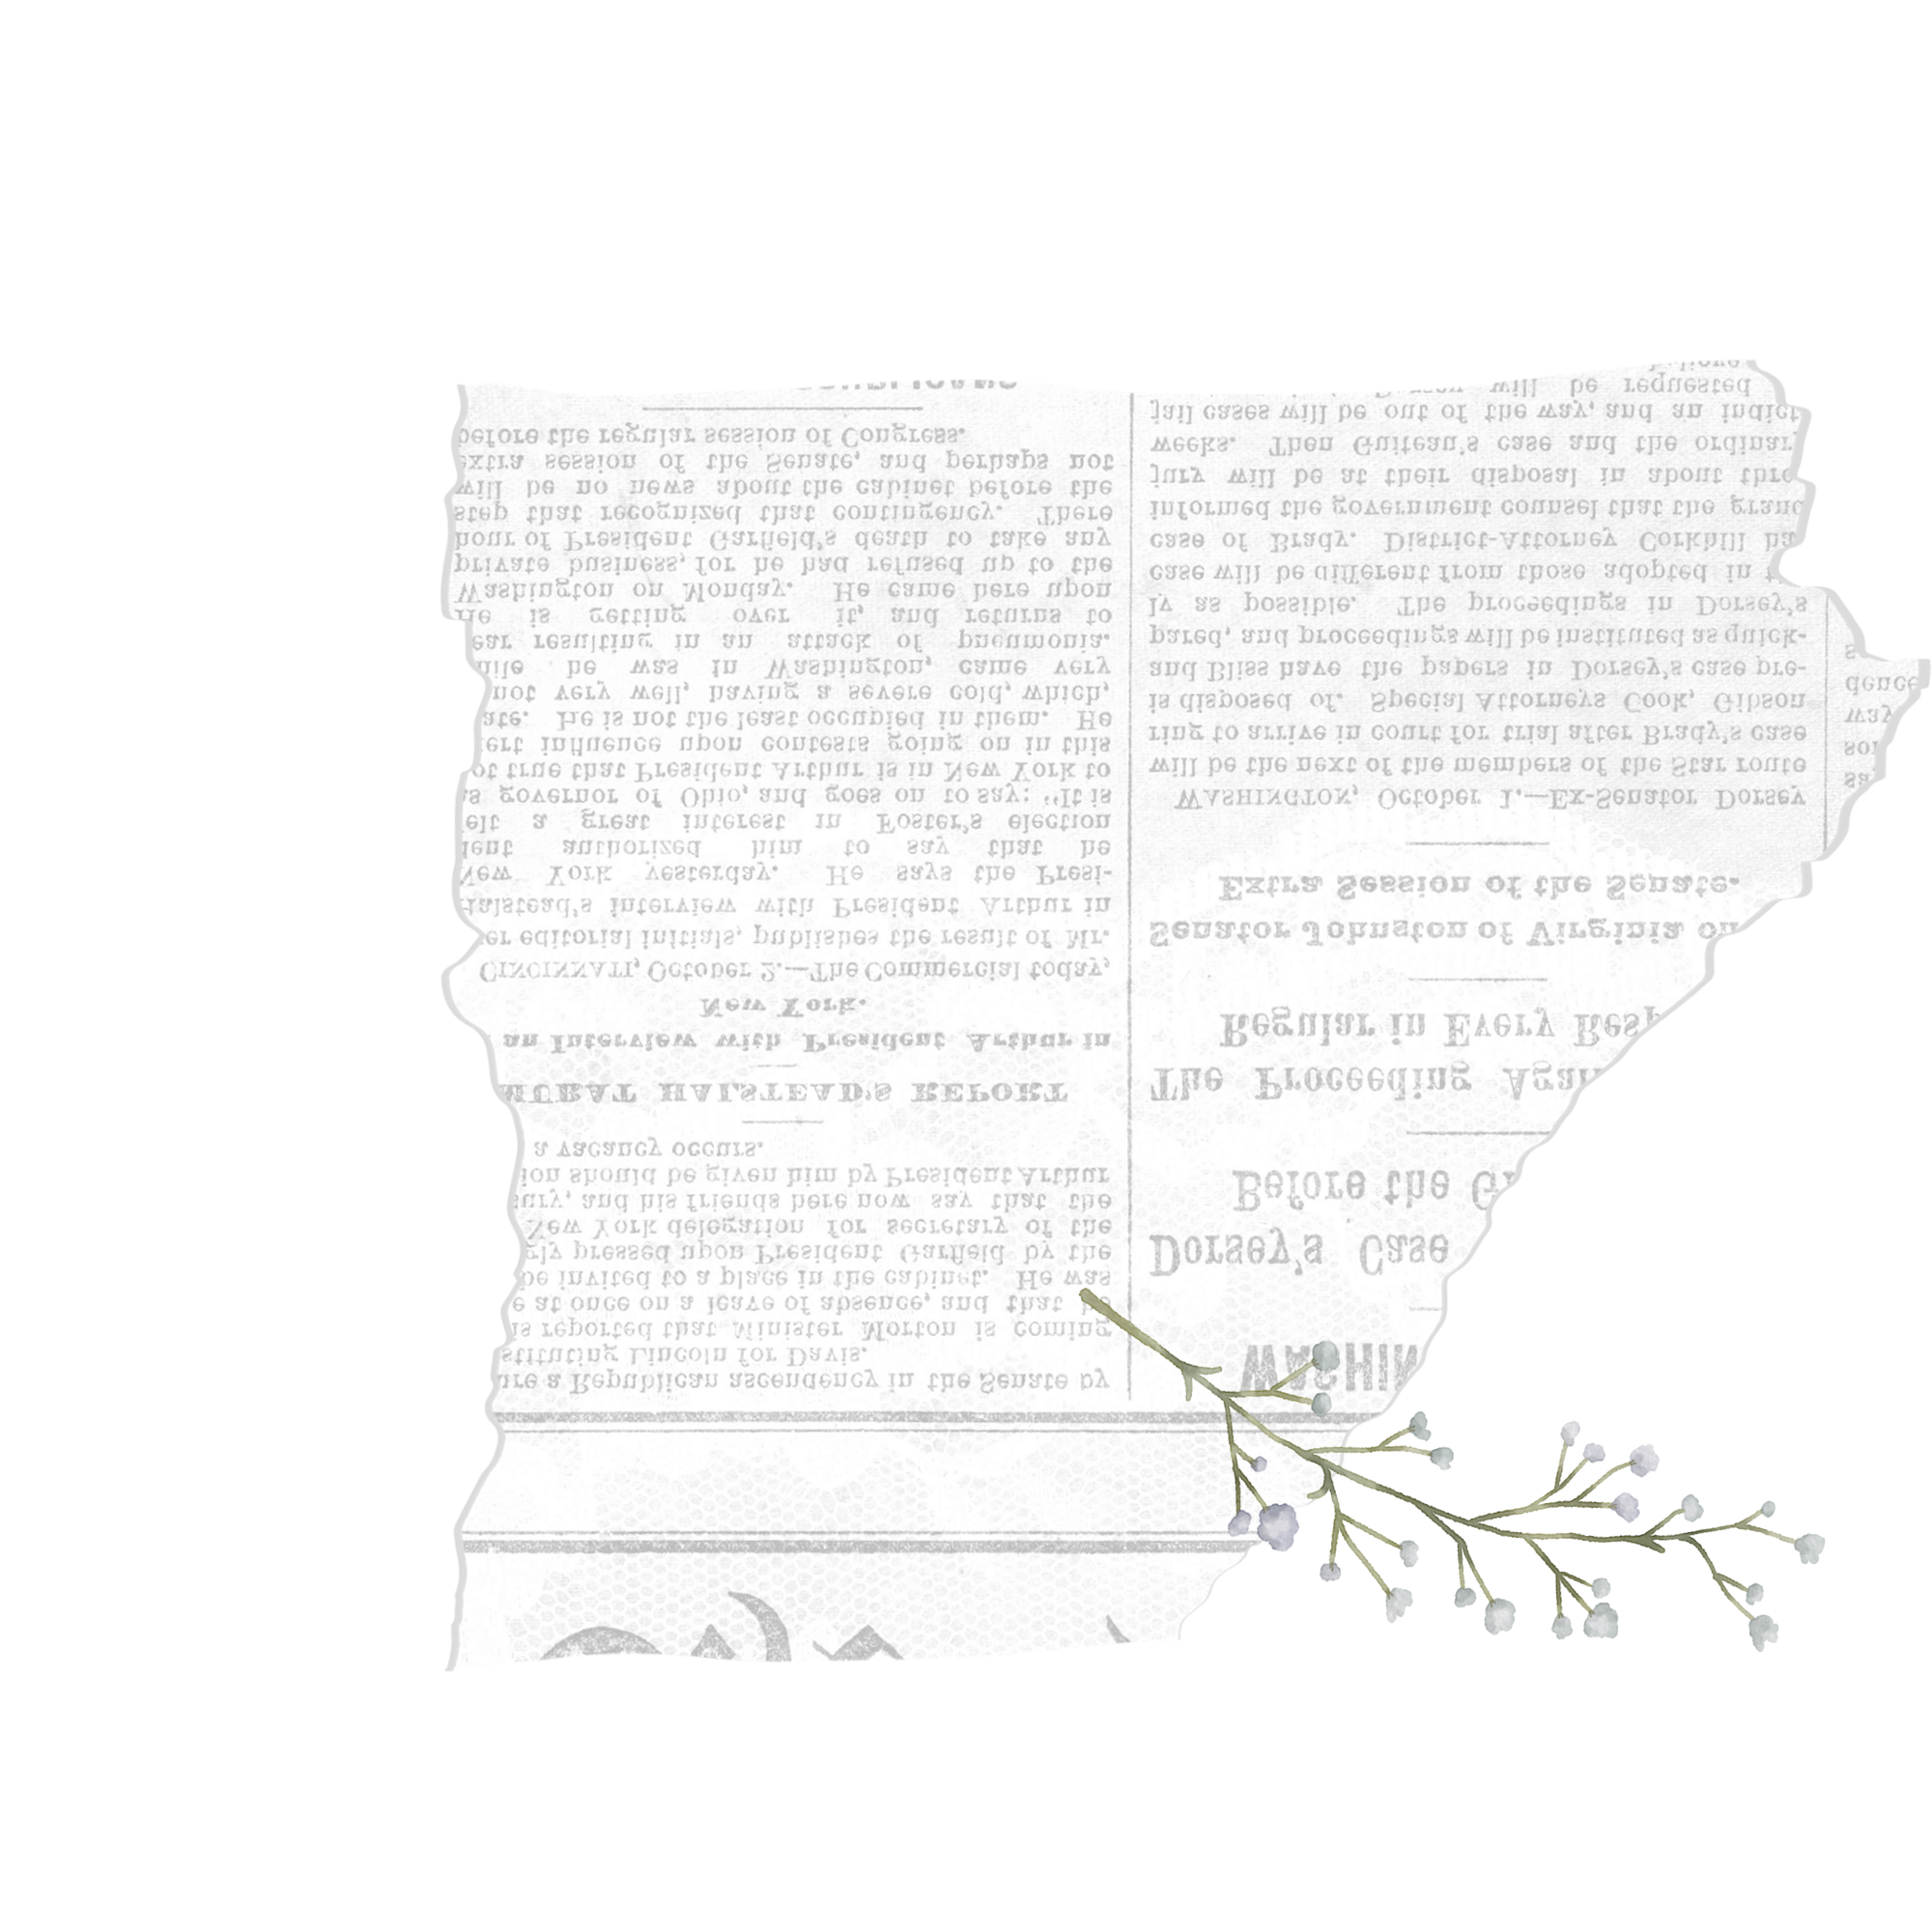 ure a Republican ascendency in the Senate by
stituting Lincoln for Davis.
is reported that Minister Morton is coming
e at once on a leave of absence, and that he
be invited to a place in the cabinet. He was
gly pressed upon President Garfield by the
New York delegation for secretary of the
sury, and his friends here now say that the
ion should be given him by President Arthur
a vacancy occurs.
MURAT HALSTEAD'S REPORT
an Interview with President Arthur in
New York.
CINCINNATI, October 2.—The Commercial today,
er editorial initials, publishes the result of Mr.
Halstead's interview with President Arthur in
New York yesterday. He says the Presi-
dent authorized him to say that he
felt a great interest in Foster's election
as governor of Ohio, and goes on to say: "It is
ot true that President Arthur is in New York to
ert influence upon contests going on in this
ate. He is not the least occupied in them. He
not very well, having a severe cold, which,
hile he was in Washington, came very
ear resulting in an attack of pneumonia.
He is getting over it, and returns to
Washington on Monday. He came here upon
private business, for he had refused up to the
hour of President Garfield's death to take any
step that recognized that contingency. There
will be no news about the cabinet before the
extra session of the Senate, and perhaps not
before the regular session of Congress.
WASHIN
Dorsey's Case
Before the Gr
The Proceeding Again
Regular in Every Resp
Senator Johnston of Virginia on
Extra Session of the Senate.
WASHINGTON, October 1.—Ex-Senator Dorsey
will be the next of the members of the Star route
ring to arrive in court for trial after Brady's case
is disposed of. Special Attorneys Cook, Gibson
and Bliss have the papers in Dorsey's case pre-
pared, and proceedings will be instituted as quick-
ly as possible. The proceedings in Dorsey's
case will be different from those adopted in t
case of Brady. District-Attorney Corkhill ha
informed the government counsel that the grand
jury will be at their disposal in about thre
weeks. Then Guiteau's case and the ordinar
jail cases will be out of the way, and an indict
Dorsey will be requested
believe
sa
son
way
dence
s